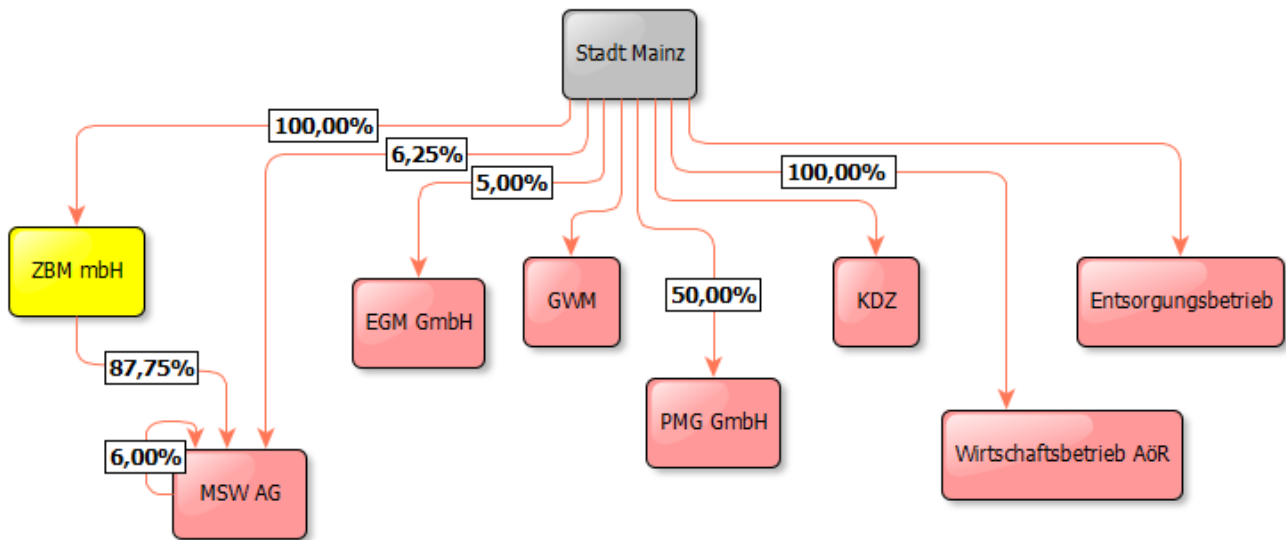 Stadt Mainz
100,00%
6,25%
5,00%
100,00%
ZBM mbH
EGM GmbH
GWM
50,00%
KDZ
Entsorgungsbetrieb
87,75%
PMG GmbH
Wirtschaftsbetrieb AöR
6,00%
MSW AG